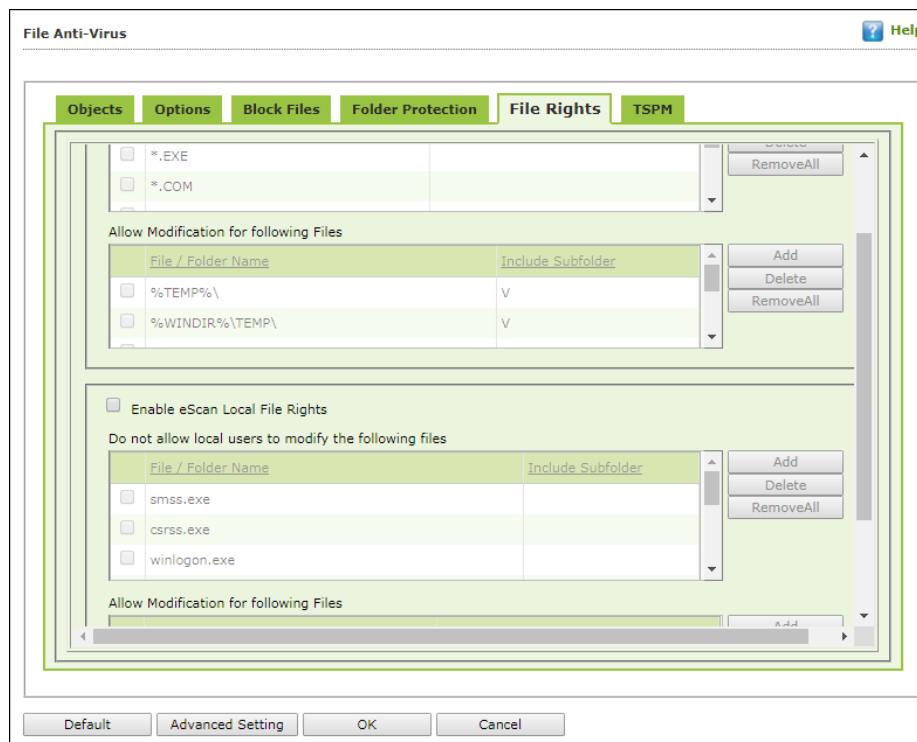 File Anti-Virus
Help
Objects Options Block Files Folder Protection File Rights TSPM
Delete
*.EXE
RemoveAll
*.COM
Allow Modification for following Files
File / Folder Name Include Subfolder
Add
Delete
%TEMP%\ V
RemoveAll
%WINDIR%\TEMP\ V
Enable eScan Local File Rights
Do not allow local users to modify the following files
File / Folder Name Include Subfolder
Add
Delete
smss.exe
RemoveAll
csrss.exe
winlogon.exe
Allow Modification for following Files
Add
Default Advanced Setting OK Cancel